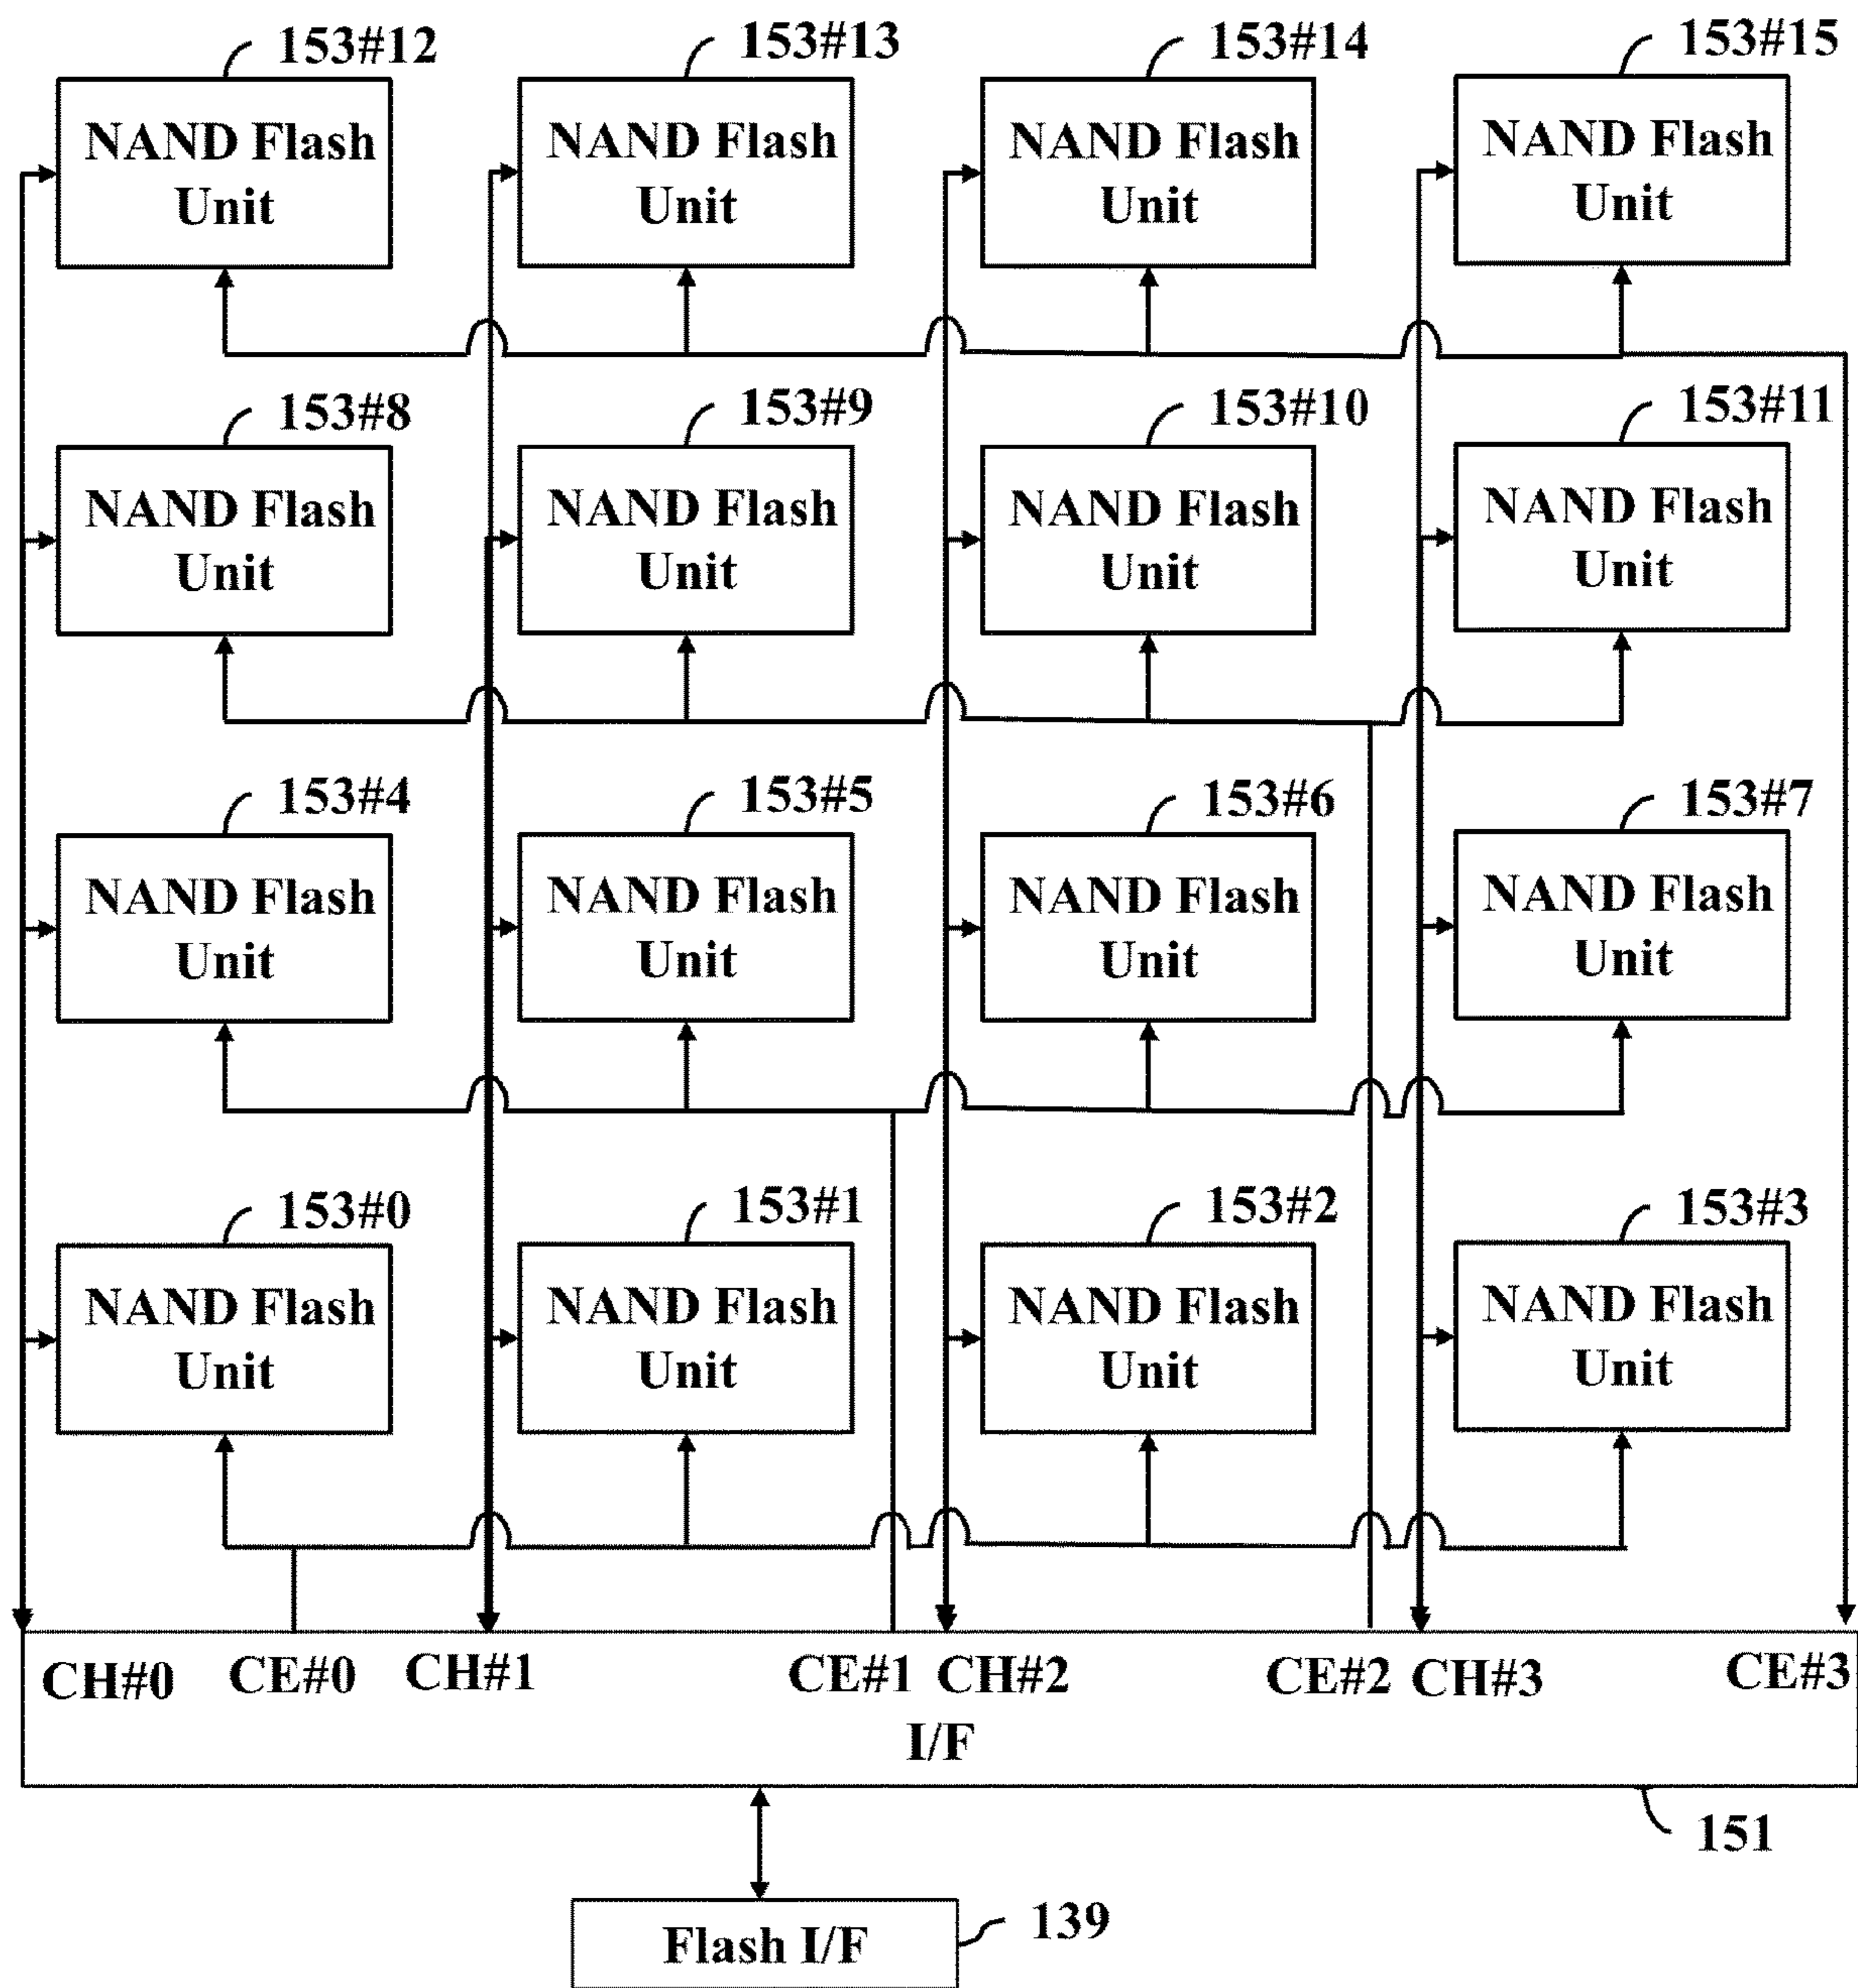 153#12 153#13 153#14 153#15
NAND Flash NAND Flash NAND Flash NAND Flash
Unit Unit Unit Unit
153#8 153#9 153#10 153#11
NAND Flash NAND Flash NAND Flash NAND Flash
Unit Unit Unit Unit
153#4 153#5 153#6 153#7
NAND Flash NAND Flash NAND Flash NAND Flash
Unit Unit Unit Unit
153#0 153#1 153#2 153#3
NAND Flash NAND Flash NAND Flash NAND Flash
Unit Unit Unit Unit
CH#0 CE#0 CH#1 CE#1 CH#2 CE#2 CH#3 CE#3
I/F
151
139
Flash I/F